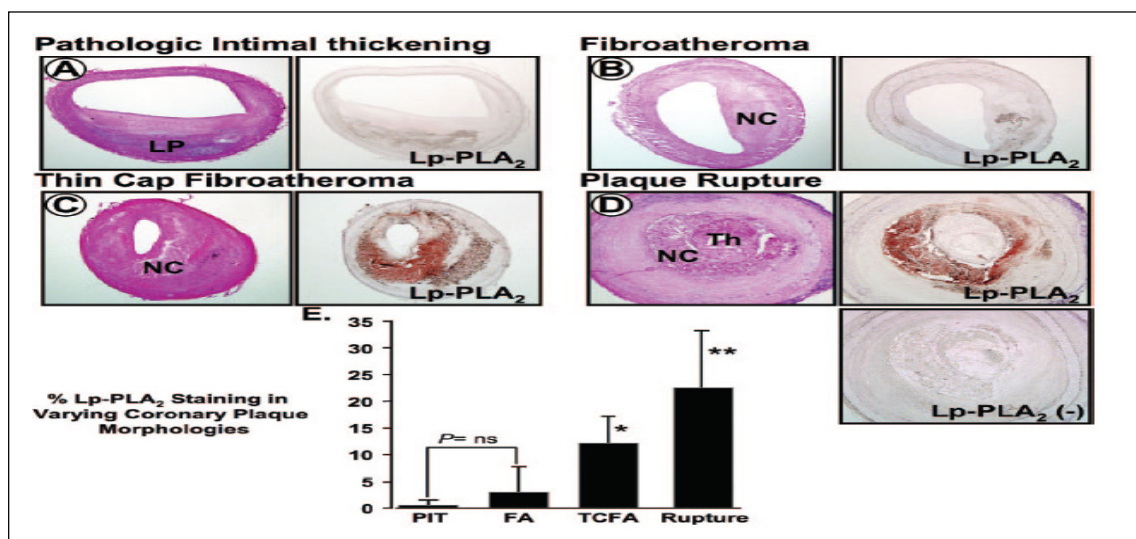 Pathologic Intimal thickening
Fibroatheroma
A
LP
Lp-PLA₂
B
NC
Lp-PLA₂
Thin Cap Fibroatheroma
Plaque Rupture
C
NC
Lp-PLA₂
D
Th
NC
Lp-PLA₂
Lp-PLA₂ (-)
E.
% Lp-PLA₂ Staining in
Varying Coronary Plaque
Morphologies
35
30
25
20
15
10
5
0
P= ns
*
**
PIT FA TCFA Rupture